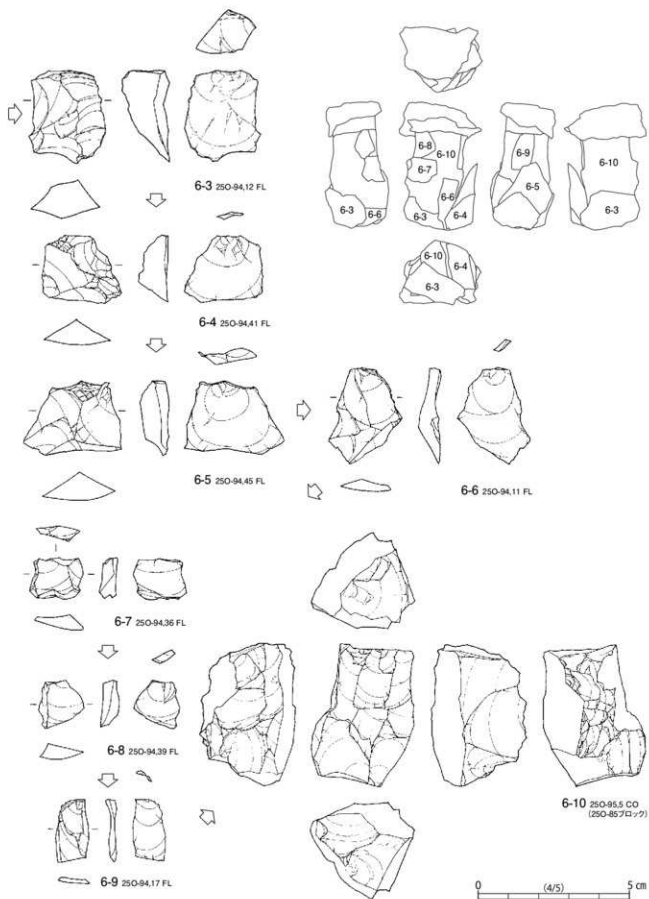 6-3 25O-94,12 FL
6-4 25O-94,41 FL
6-5 25O-94,45 FL
6-6 25O-94,11 FL
6-7 25O-94,36 FL
6-8 25O-94,39 FL
6-9 25O-94,17 FL
6-8
6-10
6-7
6-6
6-3
6-4
6-3
6-6
6-9
6-5
6-10
6-3
6-10
6-4
6-3
6-10 25O-95,5 CO
(25O-85ブロック)
0 (4/5) 5 cm